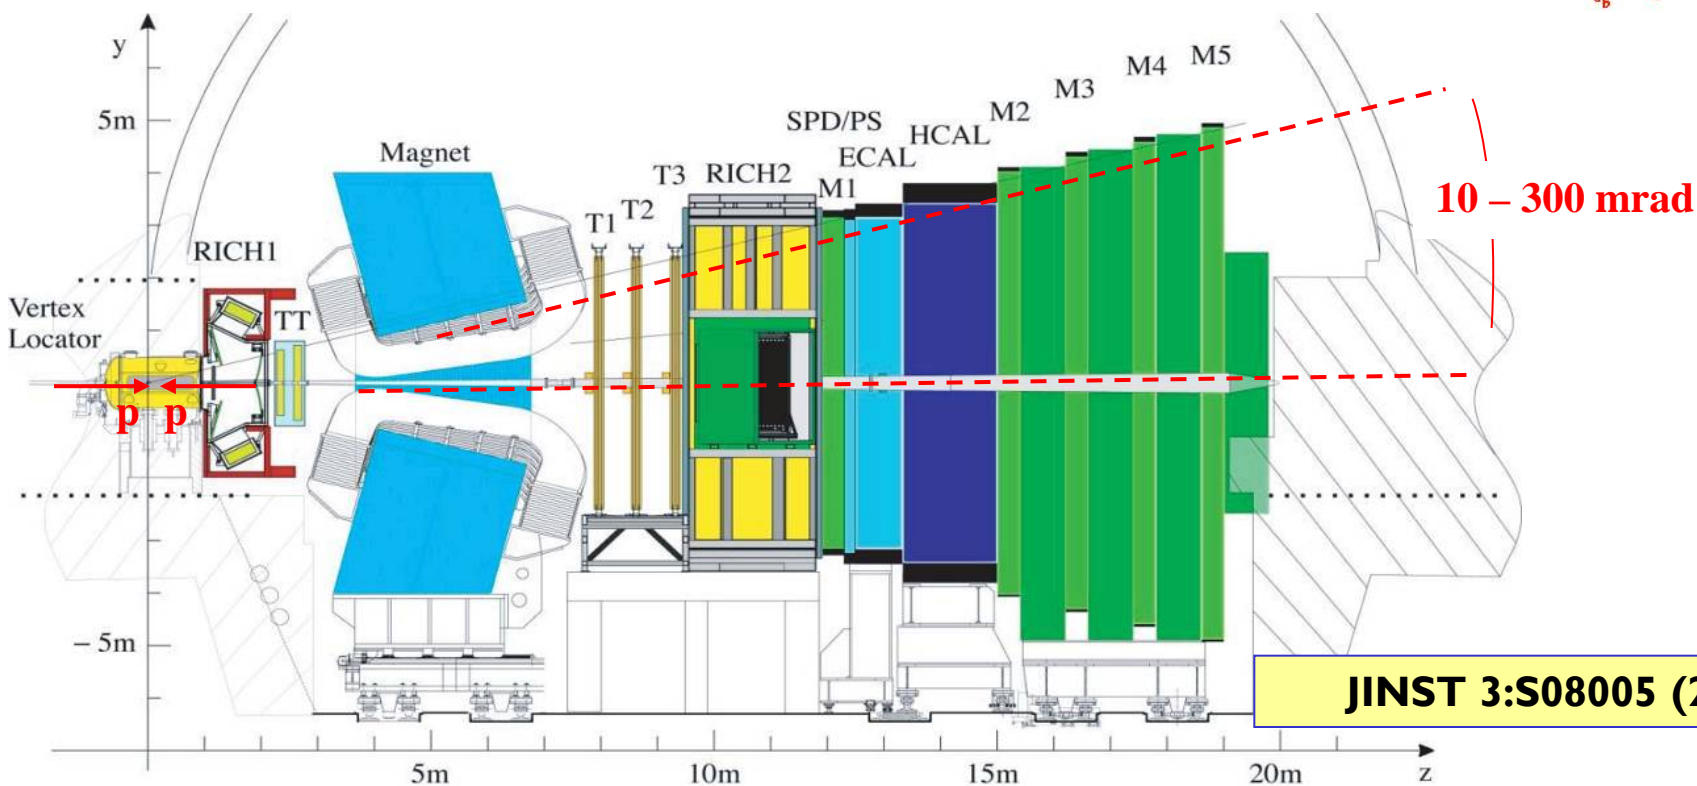 y
5m
– 5m
Vertex
Locator
RICH1
TT
Magnet
T1
T2
T3
RICH2
M1
SPD/PS
ECAL
HCAL
M2
M3
M4
M5
10 – 300 mrad
p p
JINST 3:S08005 (
5m
10m
15m
20m
z